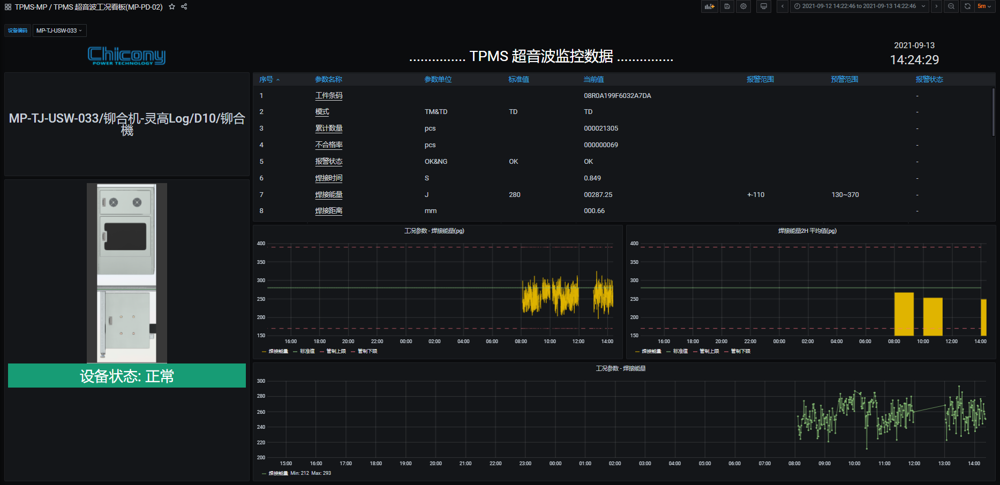 TPMS-MP / TPMS 超音波工况看板(MP-PD-02)
2021-09-12 14:22:46 to 2021-09-13 14:22:46
5m
设备编码 MP-TJ-USW-033
Chicony
POWER TECHNOLOGY
............... TPMS 超音波监控数据 ...............
2021-09-13
14:24:29
MP-TJ-USW-033/铆合机-灵高Log/D10/铆合
機
设备状态: 正常
序号 参数名称 参数单位 标准值 当前值 报警范围 预警范围 报警状态
1 工件条码 08R0A199F6032A7DA -
2 模式 TM&TD TD TD -
3 累计数量 pcs 000021305 -
4 不合格率 pcs 000000069 -
5 报警状态 OK&NG OK OK -
6 焊接时间 S 0.849 -
7 焊接能量 J 280 00287.25 +-110 130~370 -
8 焊接距离 mm 000.66 -
工况参数 - 焊接能量(pg)
400
350
300
250
200
150
16:00 18:00 20:00 22:00 00:00 02:00 04:00 06:00 08:00 10:00 12:00 14:00
焊接能量 标准值 管制上限 管制下限
焊接能量2H 平均值(pg)
400
350
300
250
200
150
16:00 18:00 20:00 22:00 00:00 02:00 04:00 06:00 08:00 10:00 12:00 14:00
焊接能量 标准值 管制上限 管制下限
工况参数 - 焊接能量
300
280
260
240
220
200
15:00 16:00 17:00 18:00 19:00 20:00 21:00 22:00 23:00 00:00 01:00 02:00 03:00 04:00 05:00 06:00 07:00 08:00 09:00 10:00 11:00 12:00 13:00 14:00
焊接能量 Min: 212 Max: 293